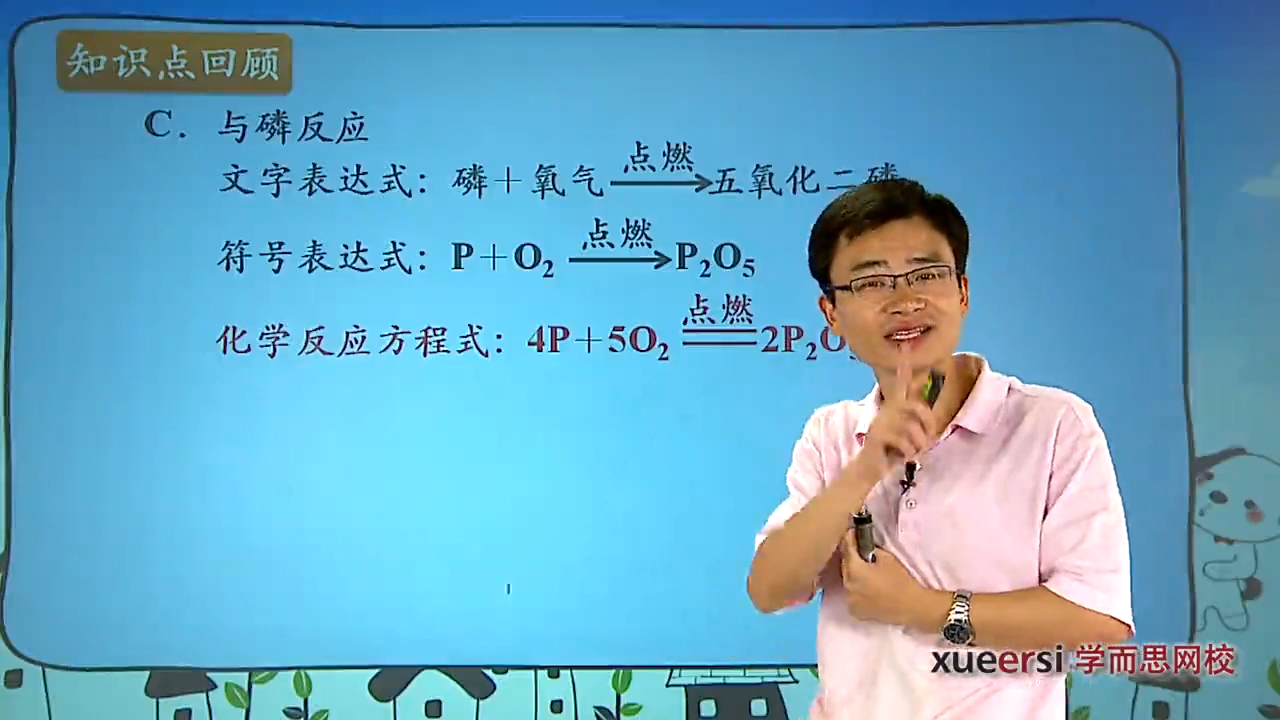 知识点回顾
C. 与磷反应
文字表达式：磷＋氧气 点燃 五氧化二磷
符号表达式：P＋O₂ 点燃 P₂O₅
化学反应方程式：4P＋5O₂ 点燃 2P₂O₅
xueersi 学而思网校